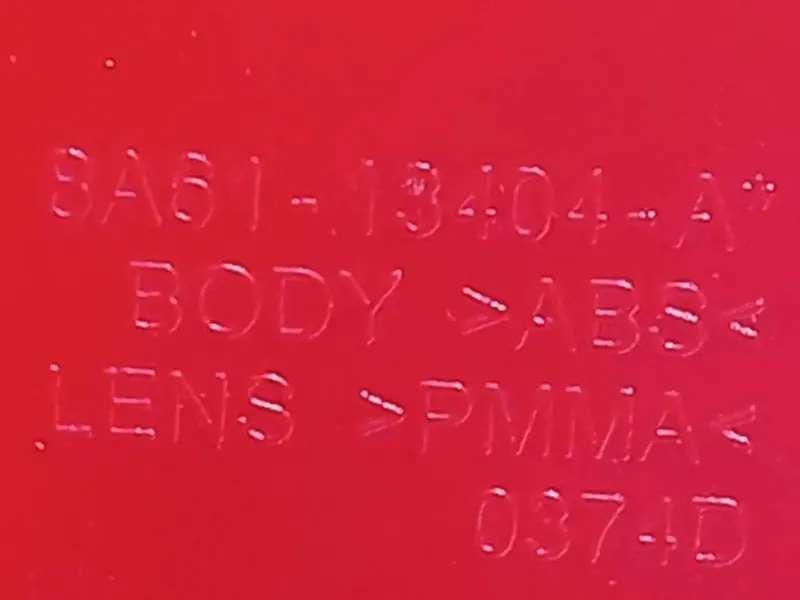 8A61-13404-A*
BODY >ABS<
LENS >PMMA<
0374D